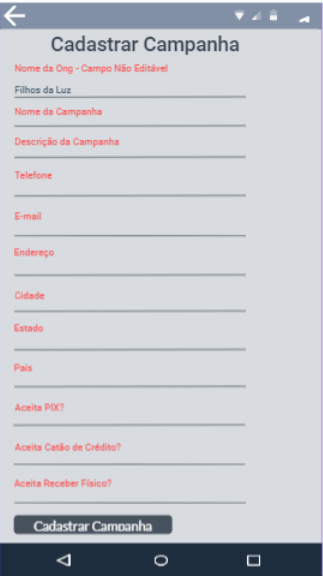 Cadastrar Campanha
Nome da Ong - Campo Não Editável
Filhos da Luz
Nome da Campanha
Descrição da Campanha
Telefone
E-mail
Endereço
Cidade
Estado
País
Aceita PIX?
Aceita Catão de Crédito?
Aceita Receber Físico?
Cadastrar Campanha